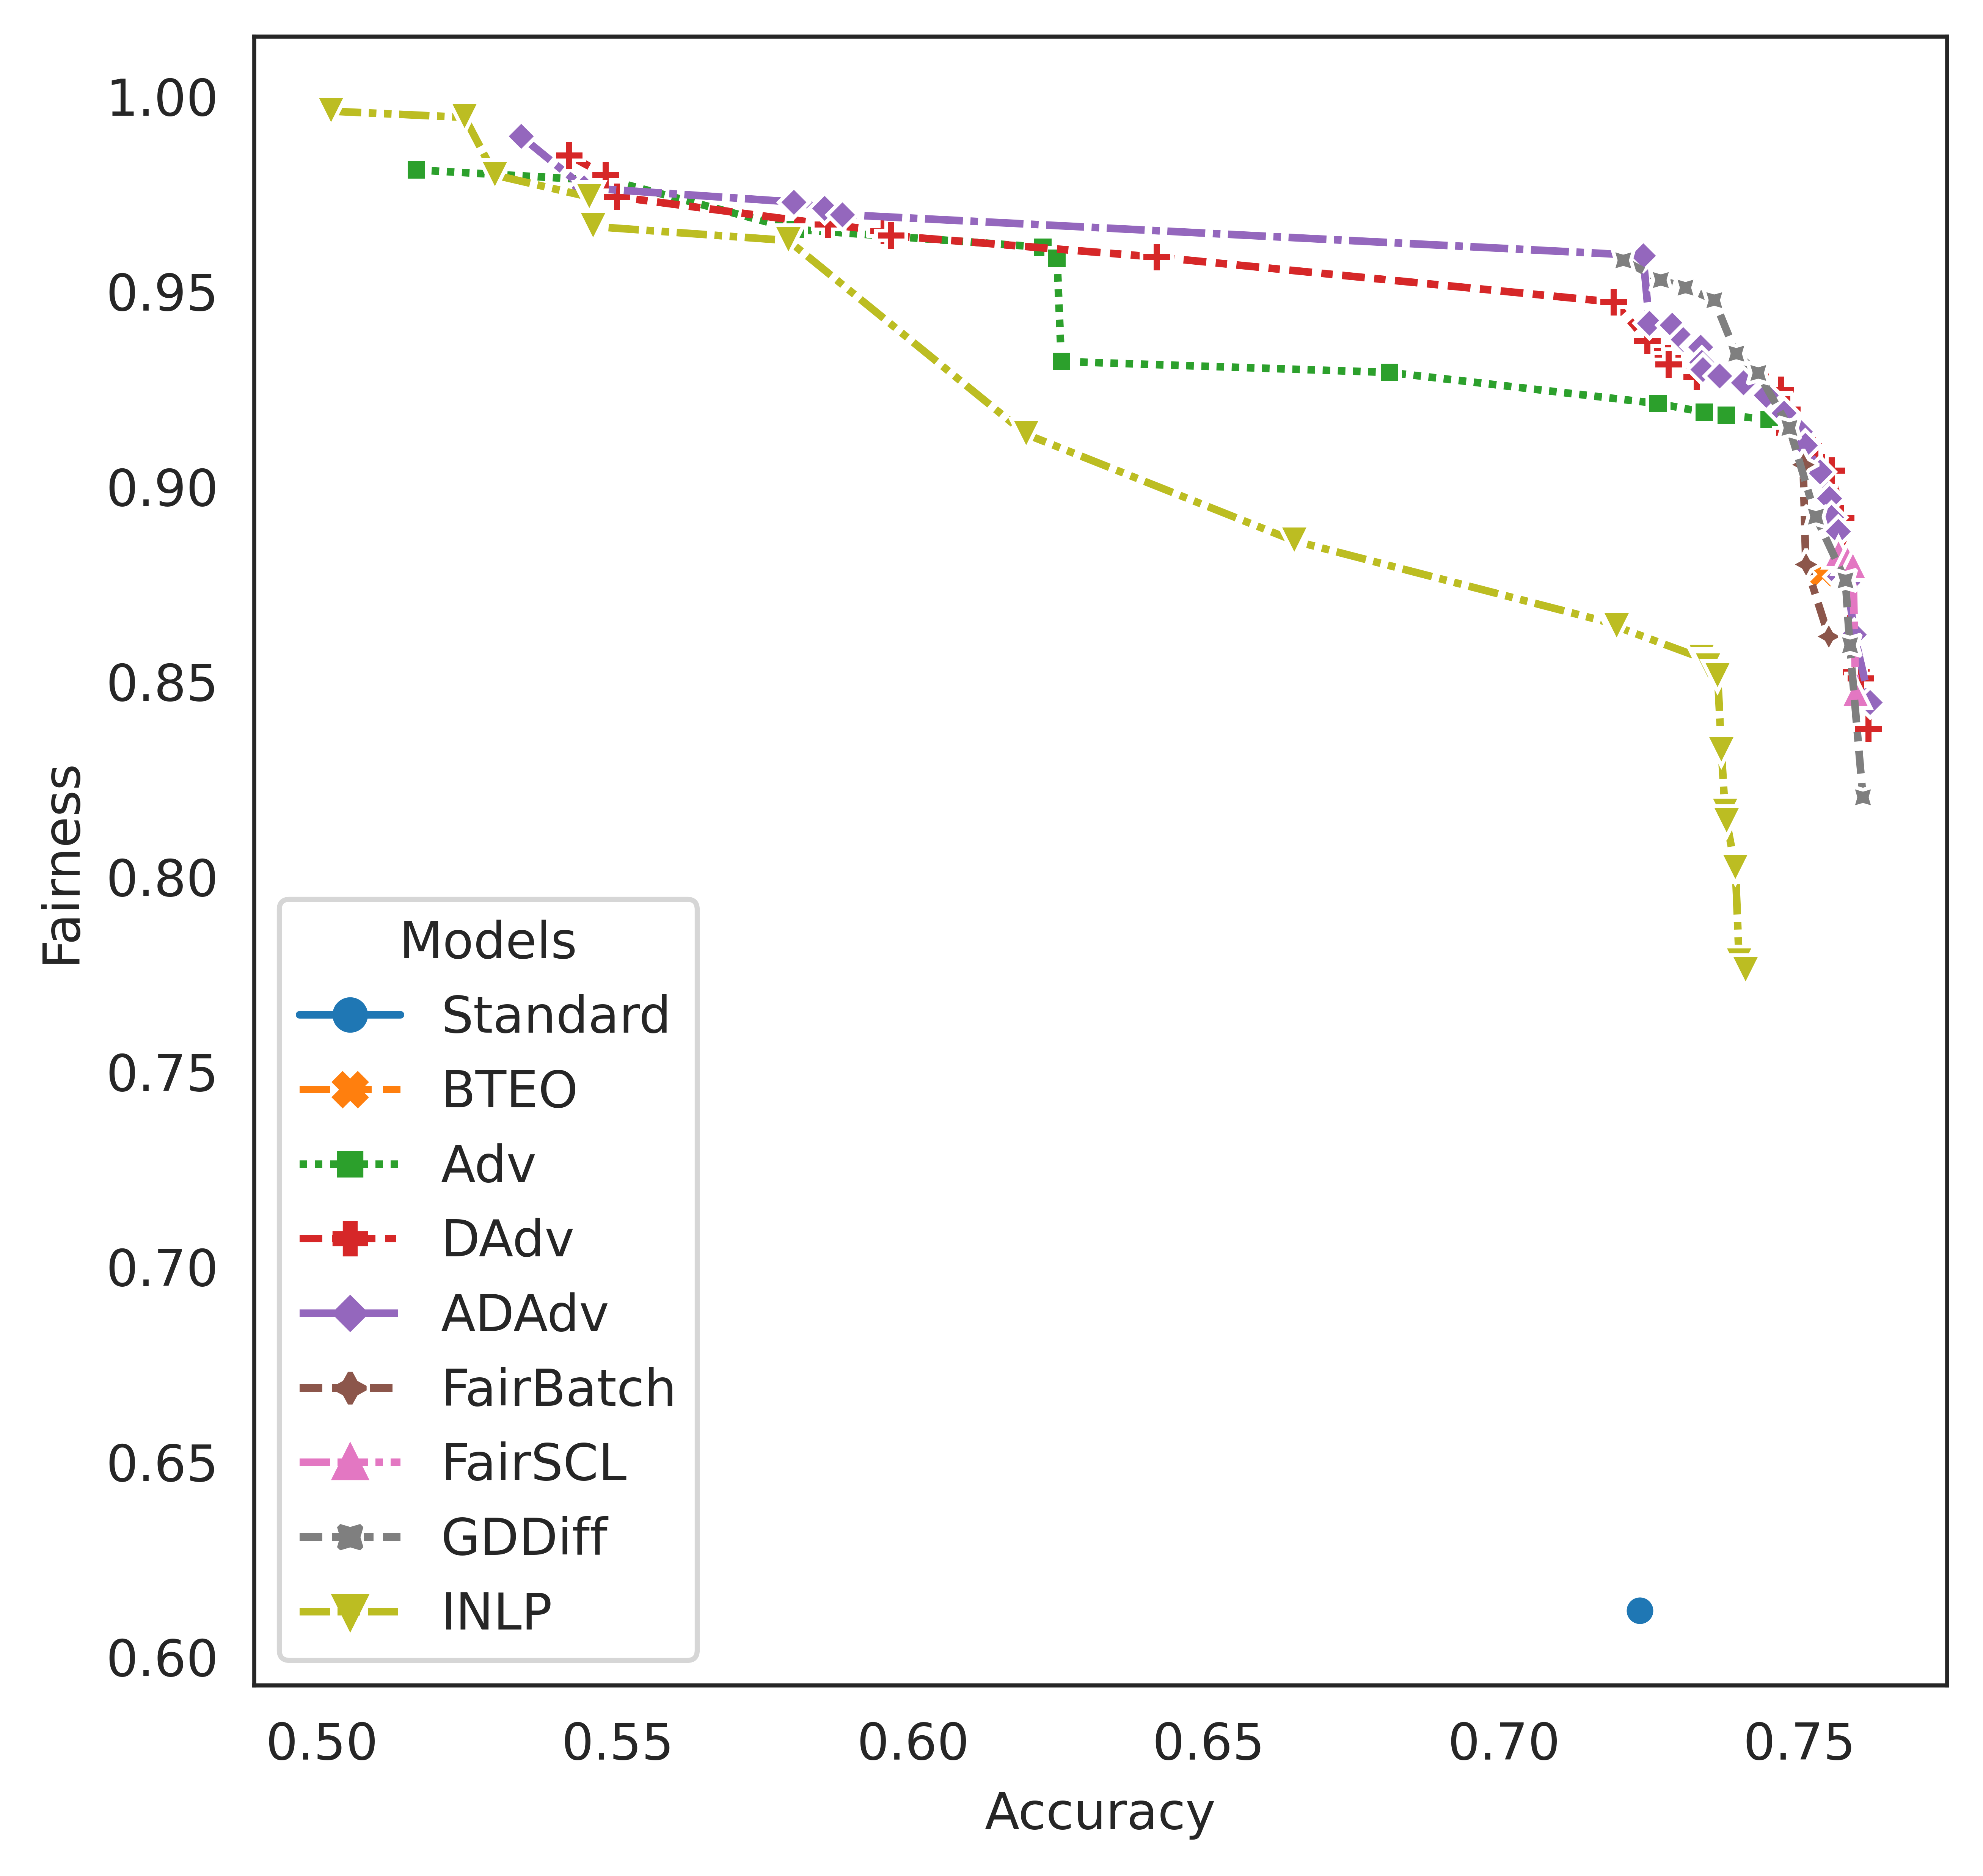 1.00
0.95
0.90
0.85
0.80
0.75
0.70
0.65
0.60
Fairness
Models
Standard
BTEO
Adv
DAdv
ADAdv
FairBatch
FairSCL
GDDiff
INLP
0.50 0.55 0.60 0.65 0.70 0.75
Accuracy